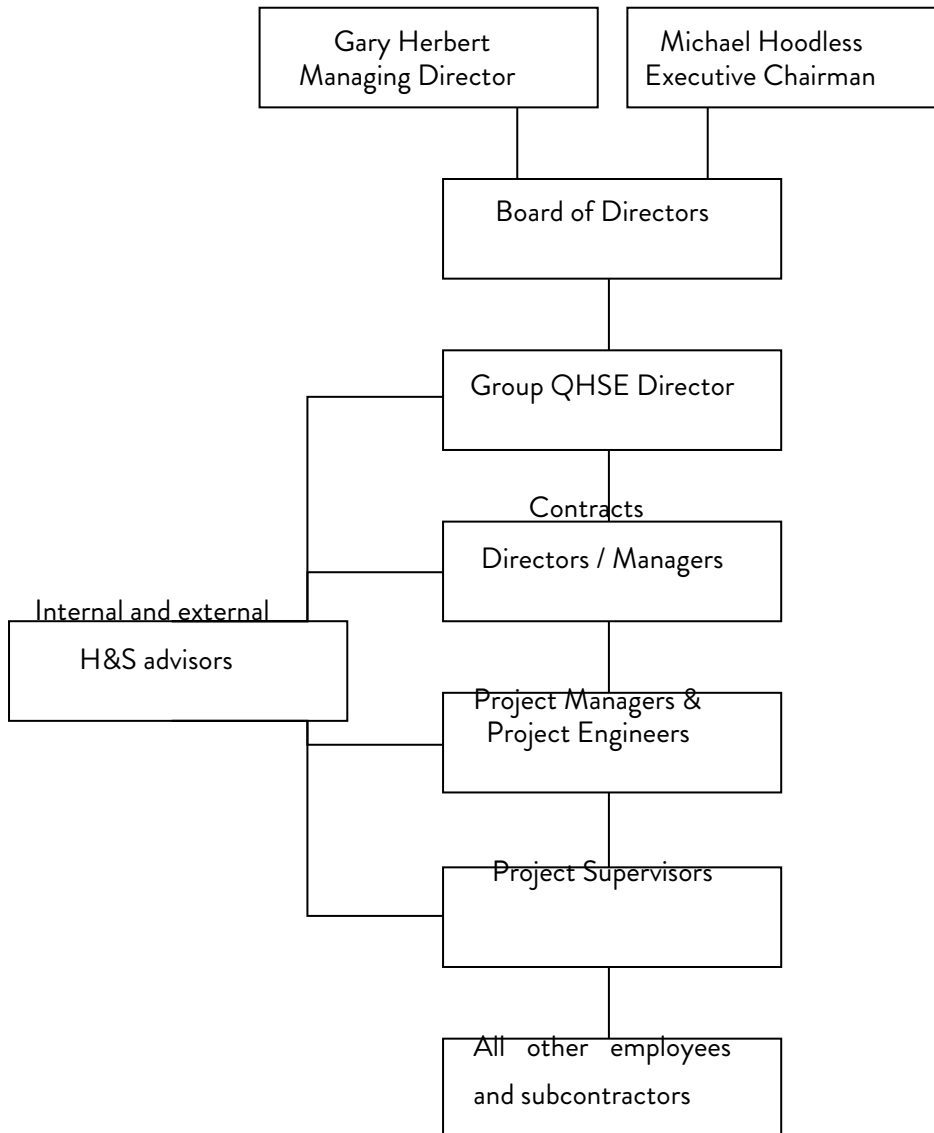 Gary Herbert
Managing Director
Michael Hoodless
Executive Chairman
Board of Directors
Group QHSE Director
Contracts
Directors / Managers
Internal and external
H&S advisors
Project Managers &
Project Engineers
Project Supervisors
All other employees
and subcontractors